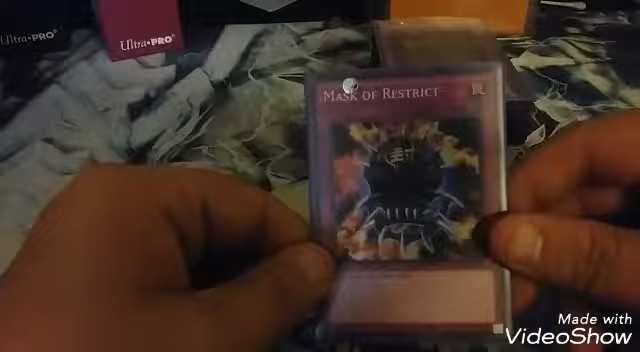 Ultra•PRO®
Ultra•PRO®
MASK OF RESTRICT
Made with
VideoShow